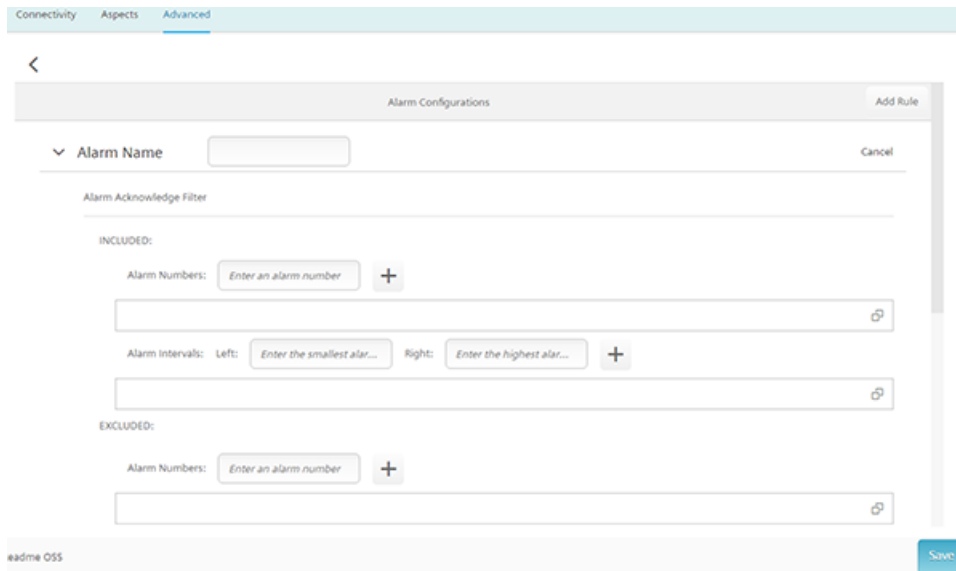 Connectivity Aspects Advanced
Alarm Configurations Add Rule
Alarm Name Cancel
Alarm Acknowledge Filter
INCLUDED:
Alarm Numbers: Enter an alarm number +
Alarm Intervals: Left: Enter the smallest alar... Right: Enter the highest alar... +
EXCLUDED:
Alarm Numbers: Enter an alarm number +
eadme OSS Save